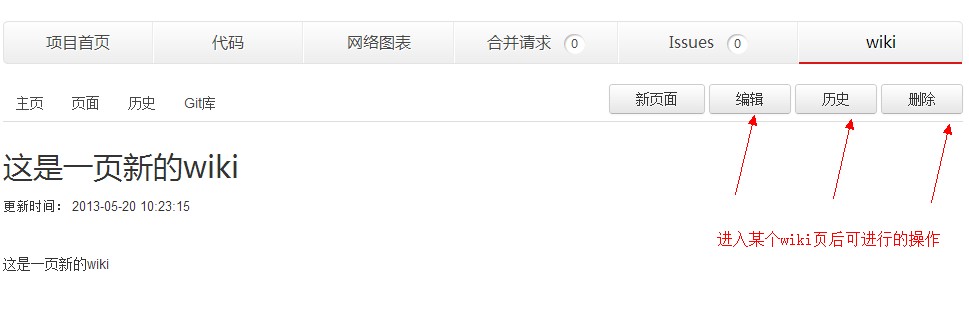 项目首页 代码 网络图表 合并请求 0 Issues 0 wiki
主页 页面 历史 Git库 新页面 编辑 历史 删除
这是一页新的wiki
更新时间： 2013-05-20 10:23:15
进入某个wiki页后可进行的操作
这是一页新的wiki